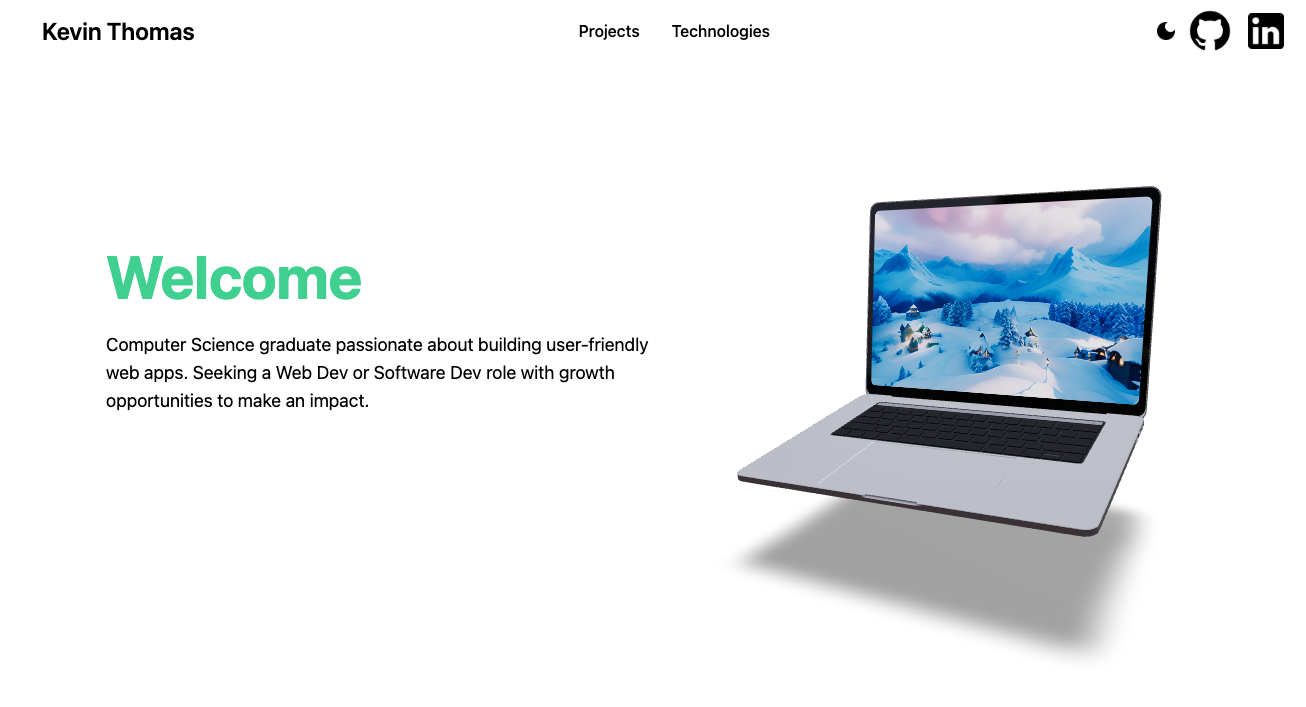 Kevin Thomas
Projects
Technologies
in
Welcome
Computer Science graduate passionate about building user-friendly
web apps. Seeking a Web Dev or Software Dev role with growth
opportunities to make an impact.